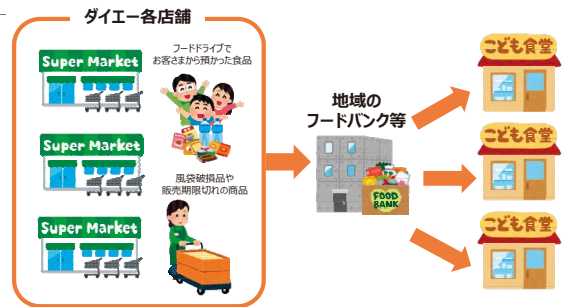 ダイエー各店舗
Super Market
フードドライブで
お客さまから預かった食品
Super Market
風袋破損品や
販売期限切れの商品
Super Market
地域の
フードバンク等
FOOD
BANK
こども食堂
こども食堂
こども食堂